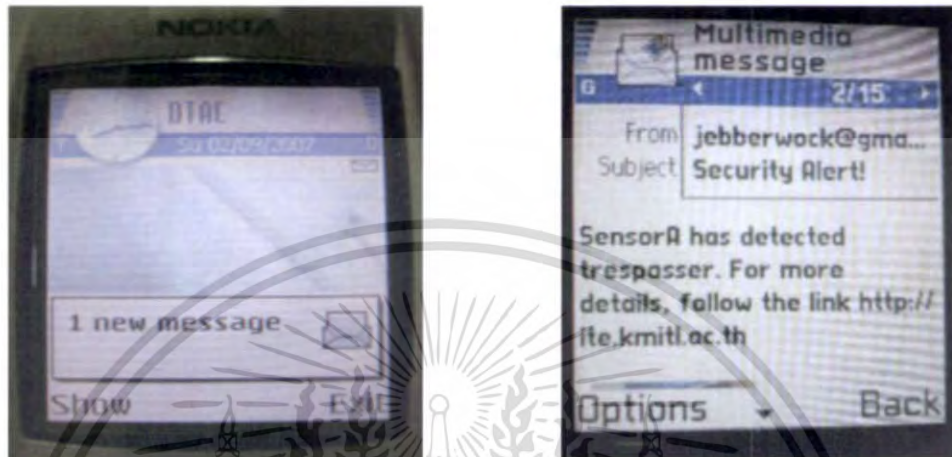 NOKIA
DTAC
Su 02/09/2007
1 new message
Show
Exit
Multimedia
message
G
2/15
From jebberwock@gma...
Subject Security Alert!
SensorA has detected
trespasser. For more
details, follow the link http://
ite.kmitl.ac.th
Options
Back